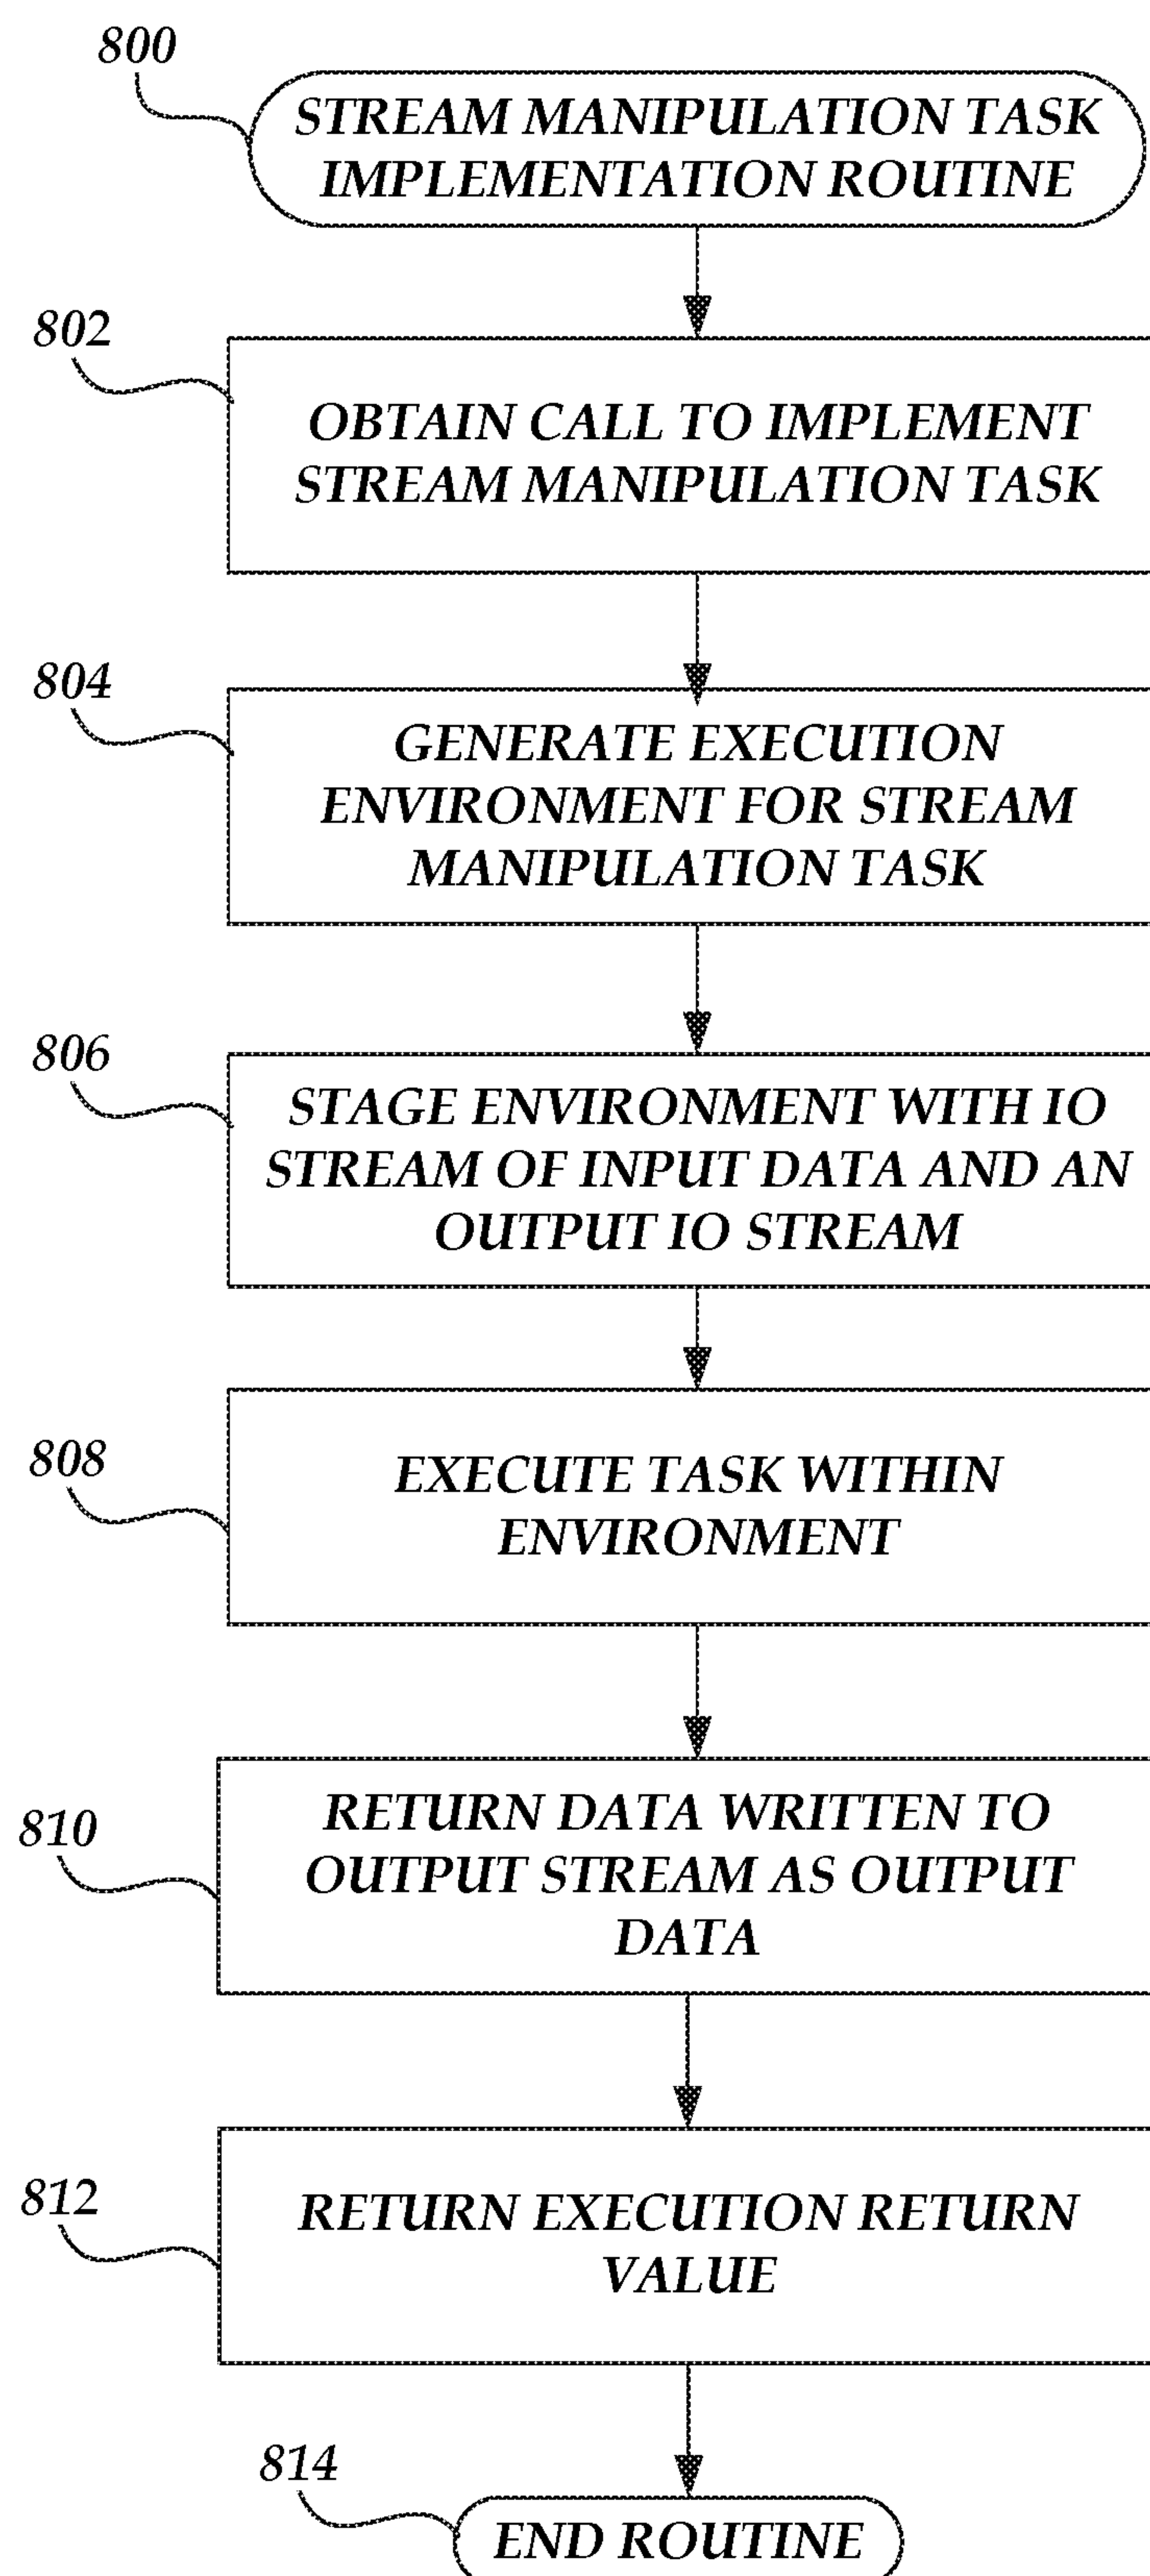 800
STREAM MANIPULATION TASK
IMPLEMENTATION ROUTINE
802
OBTAIN CALL TO IMPLEMENT
STREAM MANIPULATION TASK
804
GENERATE EXECUTION
ENVIRONMENT FOR STREAM
MANIPULATION TASK
806
STAGE ENVIRONMENT WITH IO
STREAM OF INPUT DATA AND AN
OUTPUT IO STREAM
808
EXECUTE TASK WITHIN
ENVIRONMENT
810
RETURN DATA WRITTEN TO
OUTPUT STREAM AS OUTPUT
DATA
812
RETURN EXECUTION RETURN
VALUE
814
END ROUTINE